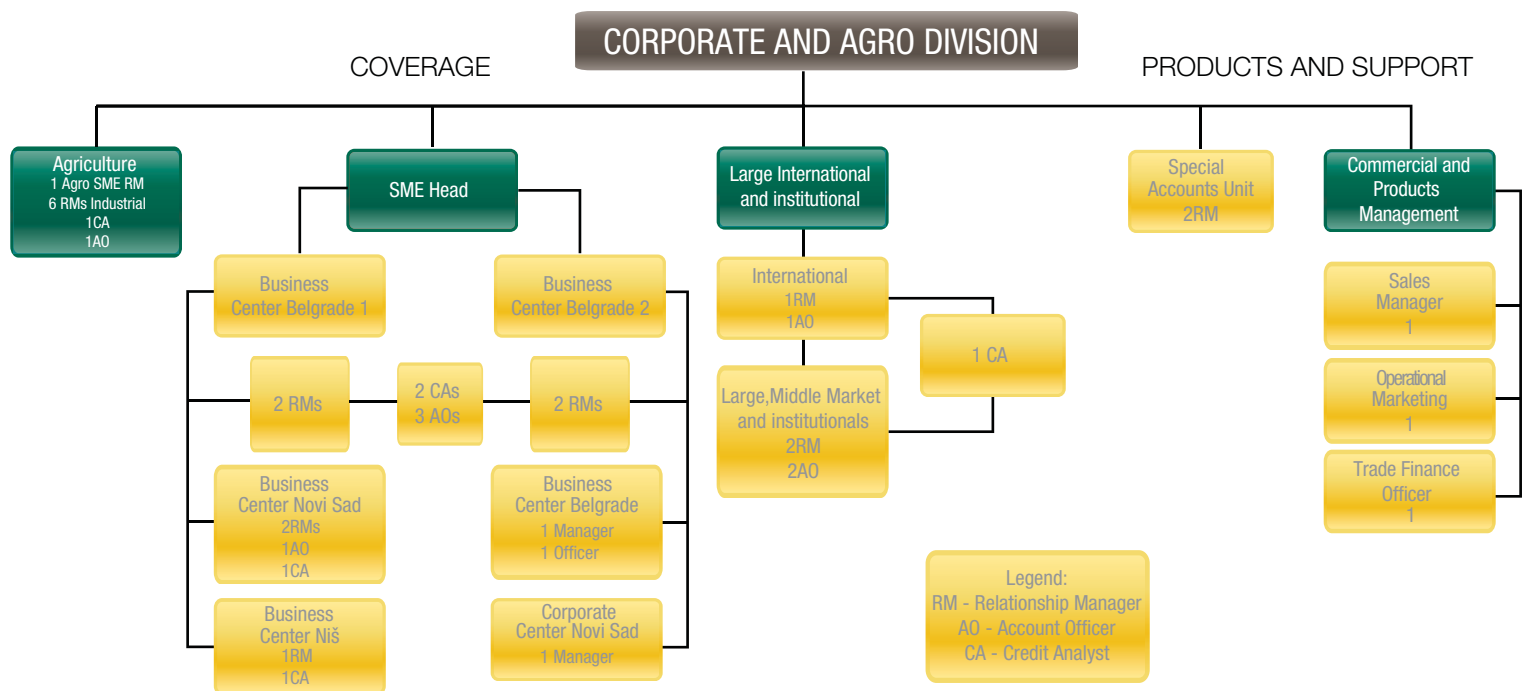 CORPORATE AND AGRO DIVISION
COVERAGE
PRODUCTS AND SUPPORT
Agriculture
1 Agro SME RM
6 RMs Industrial
1CA
1AO
SME Head
Large International
and institutional
Special
Accounts Unit
2RM
Commercial and
Products
Management
Business
Center Belgrade 1
Business
Center Belgrade 2
2 RMs
2 CAs
3 AOs
2 RMs
Business
Center Novi Sad
2RMs
1AO
1CA
Business
Center Belgrade
1 Manager
1 Officer
Business
Center Niš
1RM
1CA
Corporate
Center Novi Sad
1 Manager
International
1RM
1AO
1 CA
Large,Middle Market
and institutionals
2RM
2AO
Sales
Manager
1
Operational
Marketing
1
Trade Finance
Officer
1
Legend:
RM - Relationship Manager
AO - Account Officer
CA - Credit Analyst